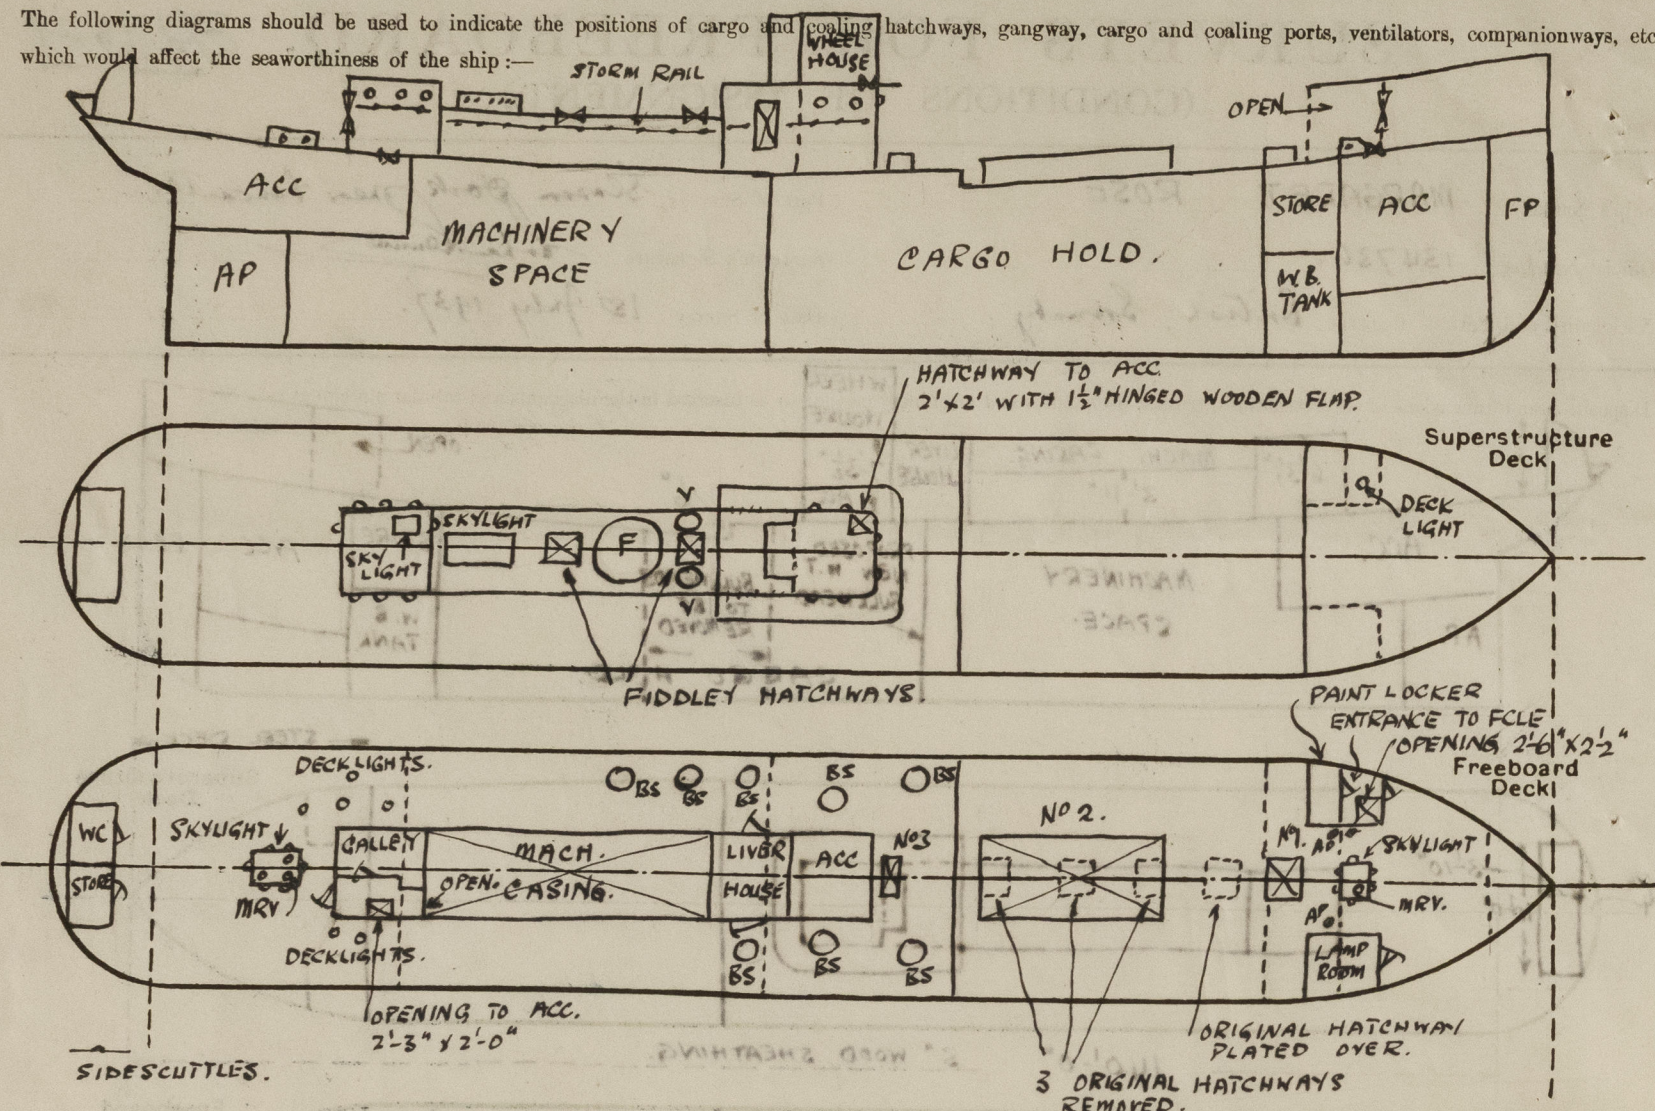 The following diagrams should be used to indicate the positions of cargo and coaling hatchways, gangway, cargo and coaling ports, ventilators, companionways, etc
which would affect the seaworthiness of the ship :—
WHEEL
HOUSE
STORM RAIL
OPEN
ACC
MACHINERY
SPACE
AP
CARGO HOLD.
STORE
ACC
FP
W.B.
TANK
HATCHWAY TO ACC.
2'X2' WITH 1½" HINGED WOODEN FLAP.
Superstructure
Deck
DECK
LIGHT
SKYLIGHT
SKY
LIGHT
F
V
V
FIDDLEY HATCHWAYS.
PAINT LOCKER
ENTRANCE TO FCLE
OPENING 2'-6"X2'-2"
Freeboard
Deck
DECKLIGHTS.
BS
BS
BS
BS
BS
WC
STORE
SKYLIGHT
MRV
GALLEY
OPEN.
MACH.
CASING.
LIVER
HOUSE
ACC
No3
No 2.
No1.
AP
SKYLIGHT
MRV.
AP
LAMP
ROOM
DECKLIGHTS.
BS
BS
BS
OPENING TO ACC.
2'-3" X 2'-0"
ORIGINAL HATCHWAY
PLATED OVER.
SIDESCUTTLES.
3 ORIGINAL HATCHWAYS
REMOVED.